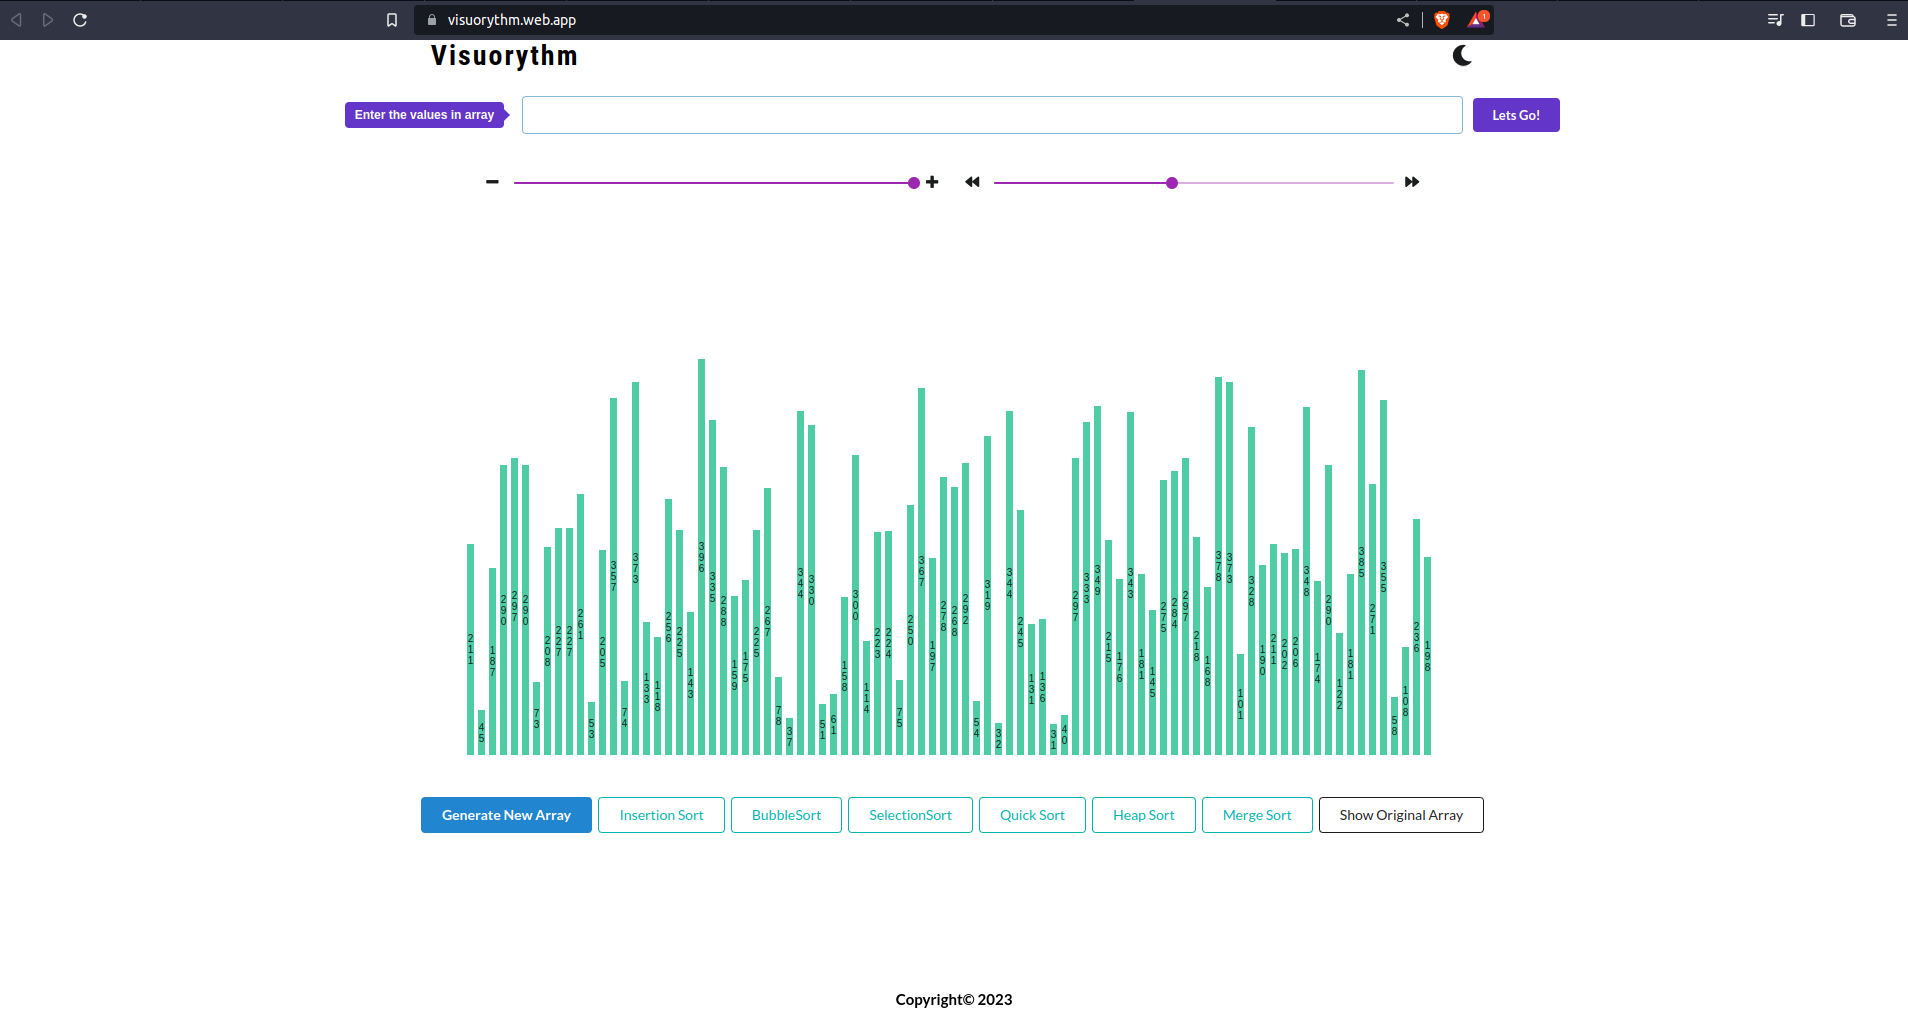 visuorythm.web.app
1
Visuorythm
Enter the values in array
Lets Go!
211 45 187 290 297 290 73 208 227 227 261 53 205 357 74 373 133 118 256 225 143 396 335 288 159 175 225 267 78 37 344 330 51 61 158 300 114 223 224 75 250 367 197 278 268 292 54 319 32 344 245 131 136 31 40 297 333 349 215 176 343 181 145 275 284 297 218 168 378 373 101 328 190 211 202 206 348 174 290 122 181 385 271 355 58 108 236 198
Generate New Array Insertion Sort BubbleSort SelectionSort Quick Sort Heap Sort Merge Sort Show Original Array
Copyright© 2023